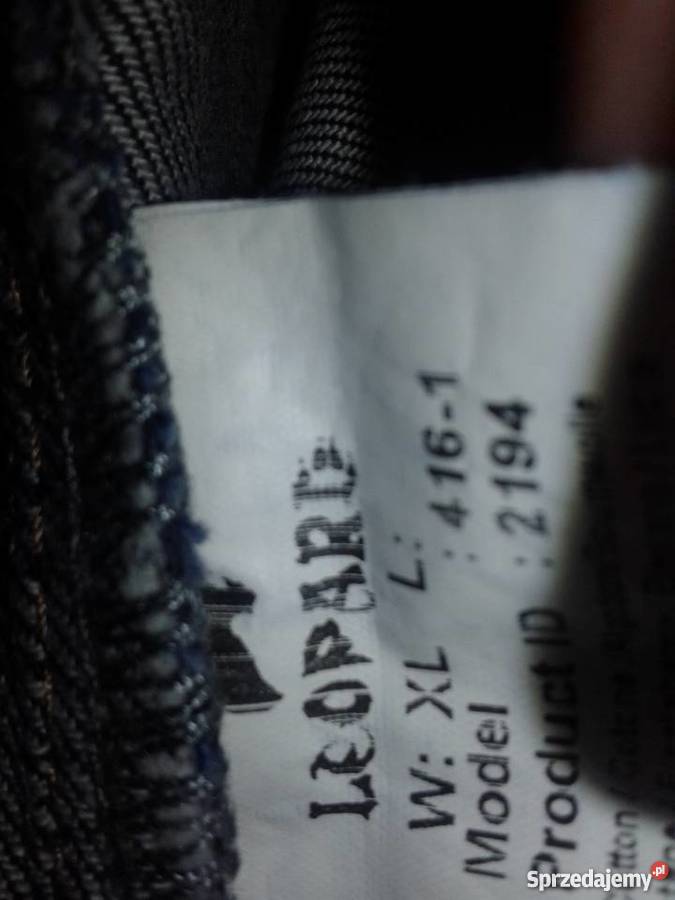 LEOPARD
W: XL L:
Model : 416-1
Product ID : 2194
Sprzedajemy.pl